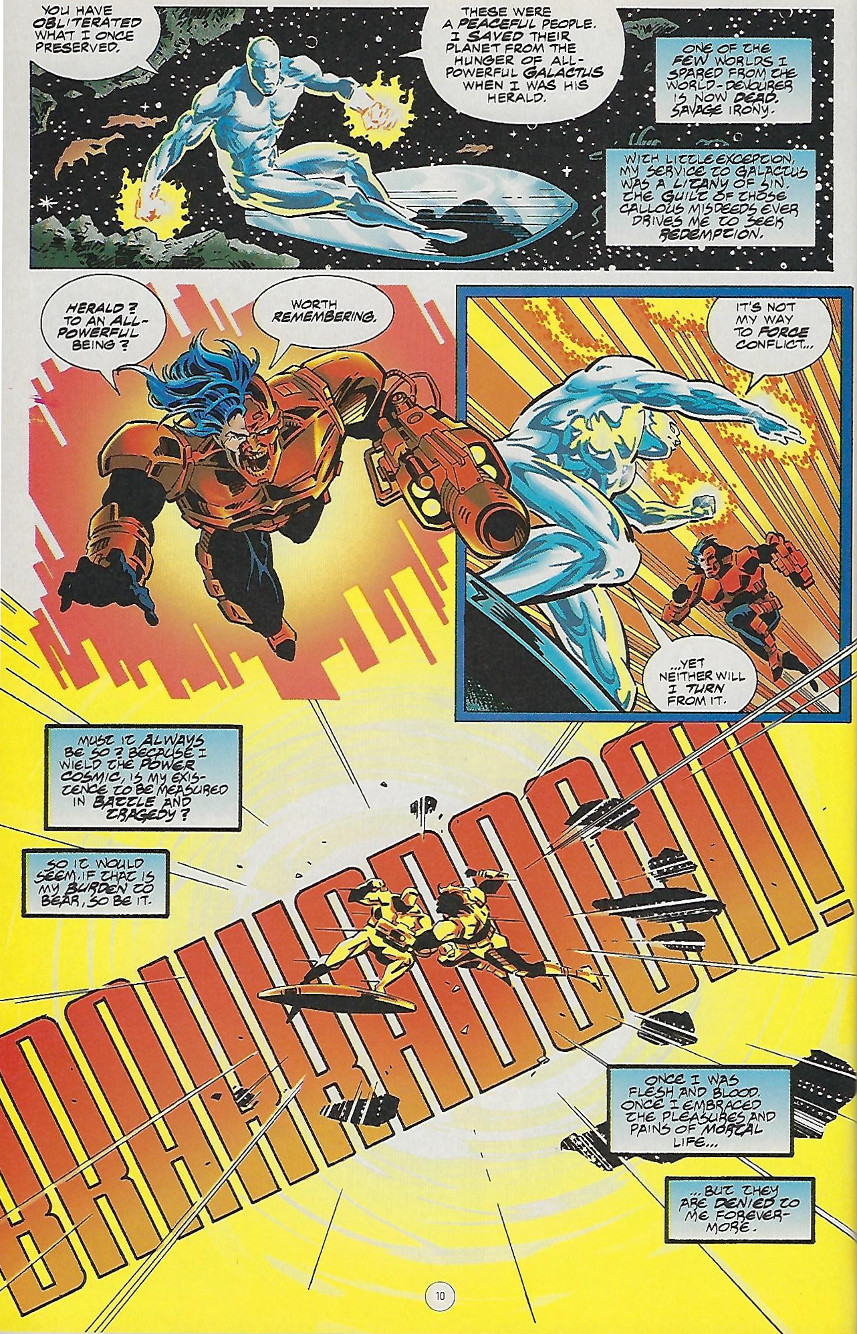 YOU HAVE
OBLITERATED
WHAT I ONCE
PRESERVED.
THESE WERE
A PEACEFUL PEOPLE.
I SAVED THEIR
PLANET FROM THE
HUNGER OF ALL-
POWERFUL GALACTUS
WHEN I WAS HIS
HERALD.
ONE OF THE
FEW WORLDS I
SPARED FROM THE
WORLD-DEVOURER
IS NOW DEAD.
SAVAGE IRONY.
WITH LITTLE EXCEPTION,
MY SERVICE TO GALACTUS
WAS A LITANY OF SIN.
THE GUILT OF THOSE
CALLOUS MISDEEDS EVER
DRIVES ME TO SEEK
REDEMPTION.
HERALD?
TO AN ALL-
POWERFUL
BEING?
WORTH
REMEMBERING.
IT'S NOT
MY WAY
TO FORCE
CONFLICT...
...YET
NEITHER WILL
I TURN
FROM IT.
MUST IT ALWAYS
BE SO? BECAUSE I
WIELD THE POWER
COSMIC, IS MY EXIS-
TENCE TO BE MEASURED
IN BATTLE AND
TRAGEDY?
SO IT WOULD
SEEM. IF THAT IS
MY BURDEN TO
BEAR, SO BE IT.
ONCE I WAS
FLESH AND BLOOD.
ONCE I EMBRACED
THE PLEASURES AND
PAINS OF MORTAL
LIFE...
...BUT THEY
ARE DENIED TO
ME FOREVER-
MORE.
10